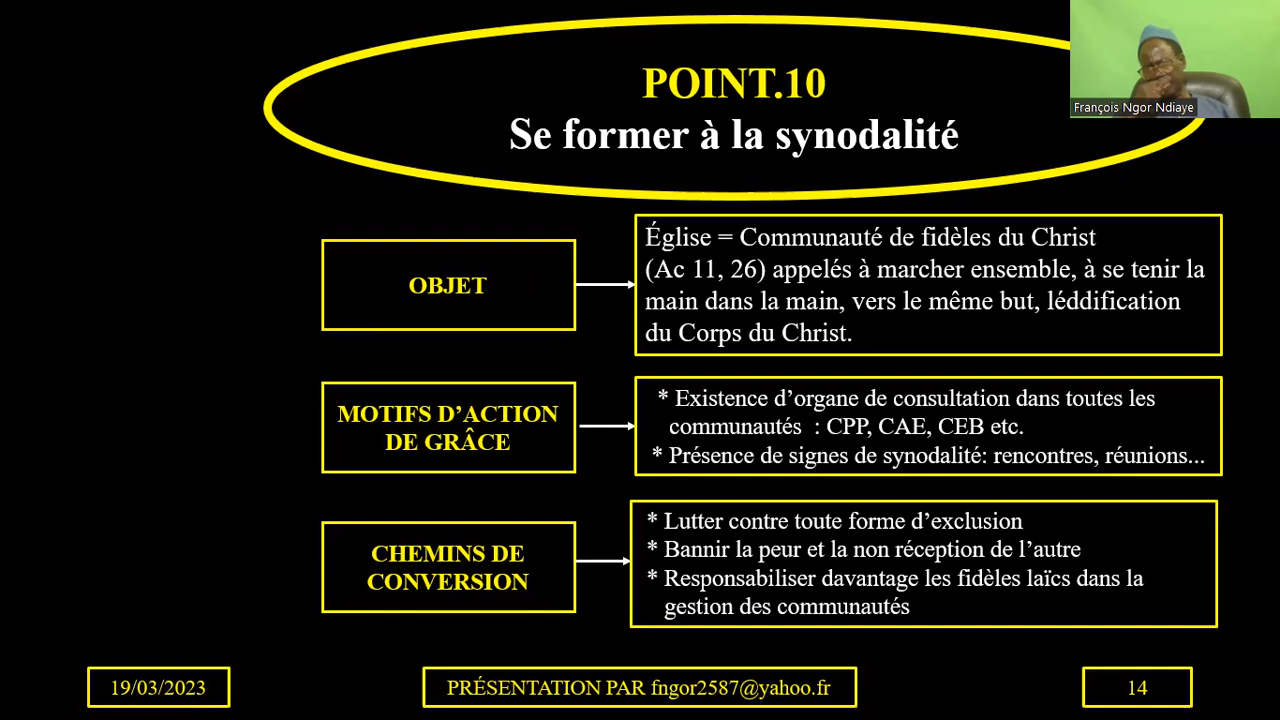 POINT.10
Se former à la synodalité
François Ngor Ndiaye
OBJET
Église = Communauté de fidèles du Christ
(Ac 11, 26) appelés à marcher ensemble, à se tenir la
main dans la main, vers le même but, léddification
du Corps du Christ.
MOTIFS D’ACTION
DE GRÂCE
* Existence d’organe de consultation dans toutes les
communautés : CPP, CAE, CEB etc.
* Présence de signes de synodalité: rencontres, réunions...
CHEMINS DE
CONVERSION
* Lutter contre toute forme d’exclusion
* Bannir la peur et la non réception de l’autre
* Responsabiliser davantage les fidèles laïcs dans la
gestion des communautés
19/03/2023
PRÉSENTATION PAR fngor2587@yahoo.fr
14